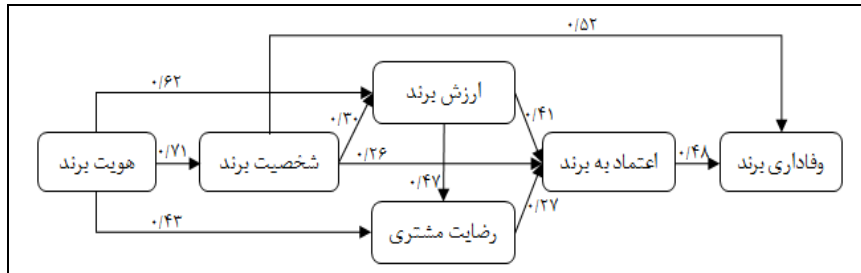 ۰/۵۲
۰/۶۲
ارزش برند
۰/۳۰
۰/۴۱
هویت برند
۰/۷۱
شخصیت برند
۰/۲۶
اعتماد به برند
۰/۴۸
وفاداری برند
۰/۴۷
۰/۲۷
۰/۴۳
رضایت مشتری